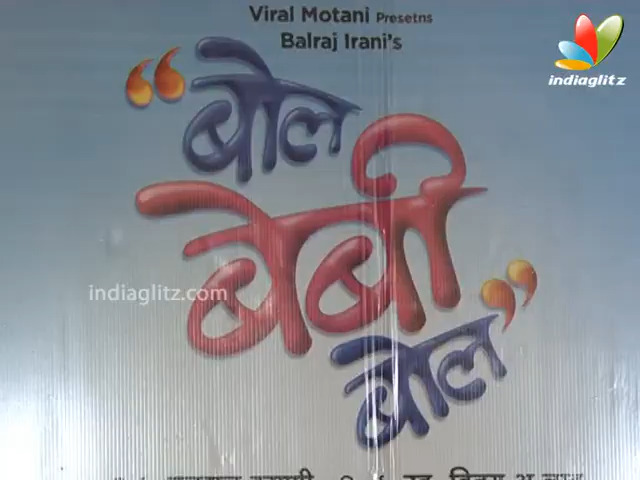 Viral Motani Presetns
Balraj Irani's
indiaglitz
“बोल
बेबी
बोल”
indiaglitz.com